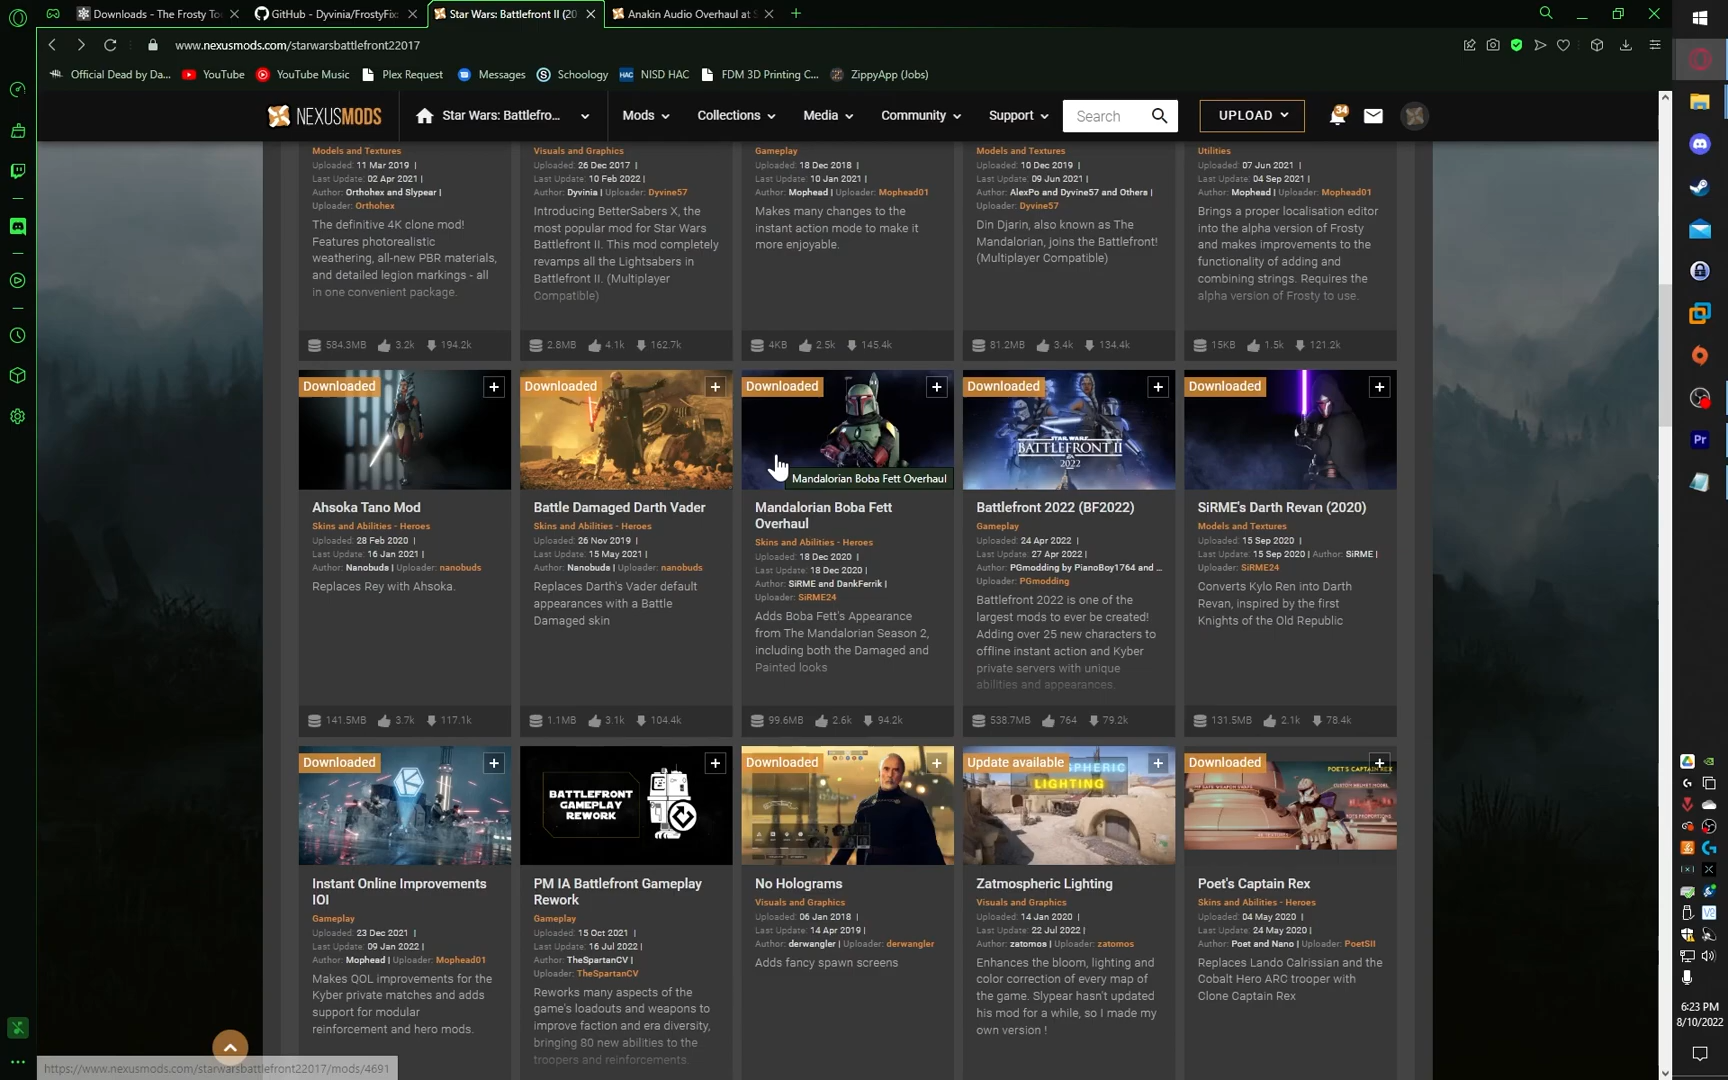 Downloads - The Frosty To
GitHub - Dyvinia/FrostyFix
Star Wars: Battlefront II (20
Anakin Audio Overhaul at S
www.nexusmods.com/starwarsbattlefront22017
Official Dead by Da...
YouTube
YouTube Music
Plex Request
Messages
Schoology
HAC
NISD HAC
FDM 3D Printing C...
ZippyApp (Jobs)
NEXUSMODS
Star Wars: Battlefro...
Mods
Collections
Media
Community
Support
Search
UPLOAD
34
Models and Textures
Uploaded: 11 Mar 2019 |
Last Update: 02 Apr 2021 |
Author: Orthohex and Slypear |
Uploader: Orthohex
The definitive 4K clone mod!
Features photorealistic
weathering, all-new PBR materials,
and detailed legion markings - all
in one convenient package.
584.3MB 3.2k 194.2k
Visuals and Graphics
Uploaded: 26 Dec 2017 |
Last Update: 10 Feb 2022 |
Author: Dyvinia | Uploader: Dyvine57
Introducing BetterSabers X, the
most popular mod for Star Wars
Battlefront II. This mod completely
revamps all the Lightsabers in
Battlefront II. (Multiplayer
Compatible)
2.8MB 4.1k 162.7k
Gameplay
Uploaded: 18 Dec 2018 |
Last Update: 10 Jan 2021 |
Author: Mophead | Uploader: Mophead01
Makes many changes to the
instant action mode to make it
more enjoyable.
4KB 2.5k 145.4k
Models and Textures
Uploaded: 10 Dec 2019 |
Last Update: 09 Jun 2021 |
Author: AlexPo and Dyvine57 and Others |
Uploader: Dyvine57
Din Djarin, also known as The
Mandalorian, joins the Battlefront!
(Multiplayer Compatible)
81.2MB 3.4k 134.4k
Utilities
Uploaded: 07 Jun 2021 |
Last Update: 04 Sep 2021 |
Author: Mophead | Uploader: Mophead01
Brings a proper localisation editor
into the alpha version of Frosty
and makes improvements to the
functionality of adding and
combining strings. Requires the
alpha version of Frosty to use.
15KB 1.5k 121.2k
Downloaded
Ahsoka Tano Mod
Skins and Abilities - Heroes
Uploaded: 28 Feb 2020 |
Last Update: 16 Jan 2021 |
Author: Nanobuds | Uploader: nanobuds
Replaces Rey with Ahsoka.
141.5MB 3.7k 117.1k
Downloaded
Battle Damaged Darth Vader
Skins and Abilities - Heroes
Uploaded: 26 Nov 2019 |
Last Update: 15 May 2021 |
Author: Nanobuds | Uploader: nanobuds
Replaces Darth's Vader default
appearances with a Battle
Damaged skin
1.1MB 3.1k 104.4k
Downloaded
Mandalorian Boba Fett Overhaul
Mandalorian Boba Fett
Overhaul
Skins and Abilities - Heroes
Uploaded: 18 Dec 2020 |
Last Update: 18 Dec 2020 |
Author: SiRME and DankFerrik |
Uploader: SiRME24
Adds Boba Fett's Appearance
from The Mandalorian Season 2,
including both the Damaged and
Painted looks
99.6MB 2.6k 94.2k
Downloaded
STAR WARS
BATTLEFRONT II
2022
Battlefront 2022 (BF2022)
Gameplay
Uploaded: 24 Apr 2022 |
Last Update: 27 Apr 2022 |
Author: PGmodding by PianoBoy1764 and ...
Uploader: PGmodding
Battlefront 2022 is one of the
largest mods to ever be created!
Adding over 25 new characters to
offline instant action and Kyber
private servers with unique
abilities and appearances.
538.7MB 764 79.2k
Downloaded
SiRME's Darth Revan (2020)
Models and Textures
Uploaded: 15 Sep 2020 |
Last Update: 15 Sep 2020 | Author: SiRME |
Uploader: SiRME24
Converts Kylo Ren into Darth
Revan, inspired by the first
Knights of the Old Republic
131.5MB 2.1k 78.4k
Downloaded
Instant Online Improvements
IOI
Gameplay
Uploaded: 23 Dec 2021 |
Last Update: 09 Jan 2022 |
Author: Mophead | Uploader: Mophead01
Makes QOL improvements for the
Kyber private matches and adds
support for modular
reinforcement and hero mods.
BATTLEFRONT
GAMEPLAY
REWORK
PM IA Battlefront Gameplay
Rework
Gameplay
Uploaded: 15 Oct 2021 |
Last Update: 16 Jul 2022 |
Author: TheSpartanCV |
Uploader: TheSpartanCV
Reworks many aspects of the
game's loadouts and weapons to
improve faction and era diversity,
bringing 80 new abilities to the
troopers and reinforcements.
Downloaded
No Holograms
Visuals and Graphics
Uploaded: 06 Jan 2018 |
Last Update: 14 Apr 2019 |
Author: derwangler | Uploader: derwangler
Adds fancy spawn screens
Update available
SPHERIC
LIGHTING
Zatmospheric Lighting
Visuals and Graphics
Uploaded: 14 Jan 2020 |
Last Update: 22 Jul 2022 |
Author: zatomos | Uploader: zatomos
Enhances the bloom, lighting and
color correction of every map of
the game. Slypear hasn't updated
his mod for a while, so I made my
own version !
Downloaded
POET'S CAPTAIN REX
Poet's Captain Rex
Skins and Abilities - Heroes
Uploaded: 04 May 2020 |
Last Update: 24 May 2020 |
Author: Poet and Nano | Uploader: PoetSII
Replaces Lando Calrissian and the
Cobalt Hero ARC trooper with
Clone Captain Rex
https://www.nexusmods.com/starwarsbattlefront22017/mods/4691
Pr
6:23 PM
8/10/2022